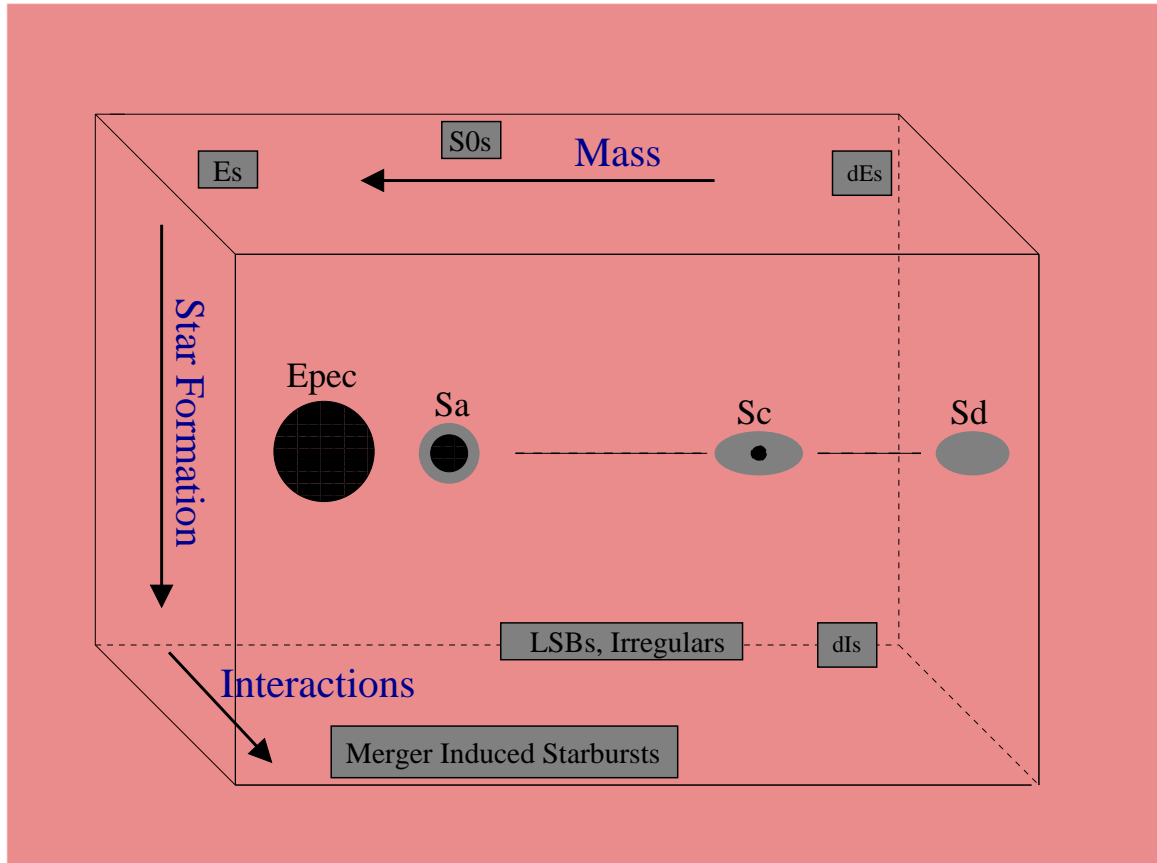 S0s
Mass
Es
dEs
Star Formation
Epec
Sa
Sc
Sd
LSBs, Irregulars
dIs
Interactions
Merger Induced Starbursts